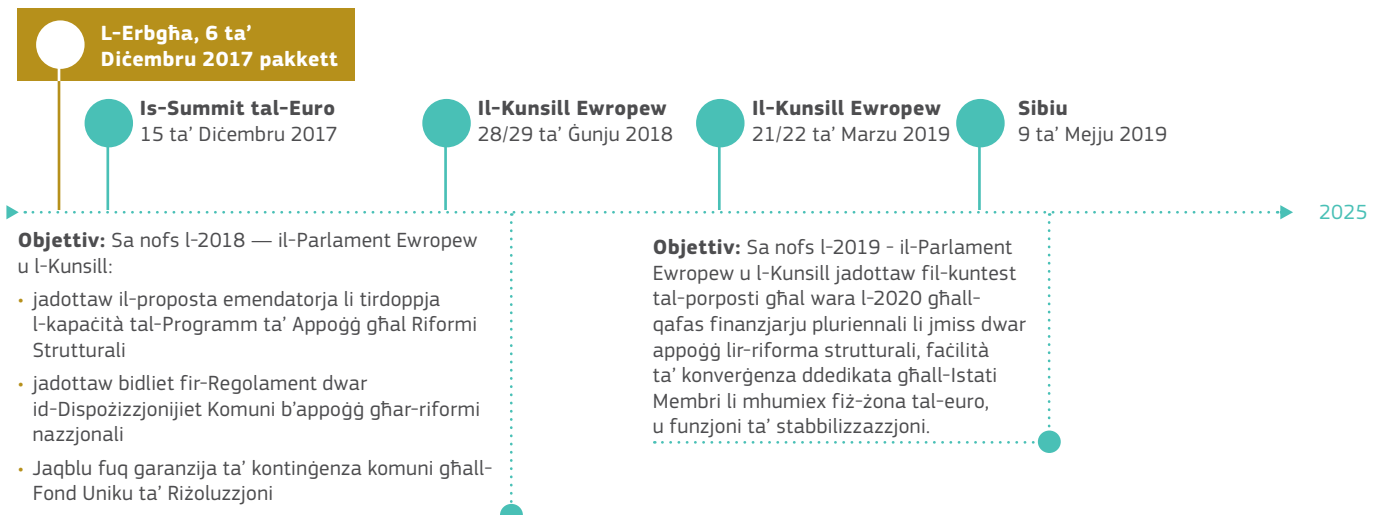 L-Erbgħa, 6 ta’
Diċembru 2017 pakkett
Is-Summit tal-Euro
15 ta’ Diċembru 2017
Il-Kunsill Ewropew
28/29 ta’ Ġunju 2018
Il-Kunsill Ewropew
21/22 ta’ Marzu 2019
Sibiu
9 ta’ Mejju 2019
2025
Objettiv: Sa nofs l-2018 — il-Parlament Ewropew
u l-Kunsill:
• jadottaw il-proposta emendatorja li tirdoppja
l-kapaċità tal-Programm ta’ Appoġġ għal Riformi
Strutturali
• jadottaw bidliet fir-Regolament dwar
id-Dispożizzjonijiet Komuni b’appoġġ għar-riformi
nazzjonali
• Jaqblu fuq garanzija ta’ kontinġenza komuni għall-
Fond Uniku ta’ Riżoluzzjoni
Objettiv: Sa nofs l-2019 - il-Parlament
Ewropew u l-Kunsill jadottaw fil-kuntest
tal-porposti għal wara l-2020 għall-
qafas finanzjarju pluriennali li jmiss dwar
appoġġ lir-riforma strutturali, faċilità
ta’ konverġenza ddedikata għall-Istati
Membri li mhumiex fiż-żona tal-euro,
u funzjoni ta’ stabbilizzazzjoni.